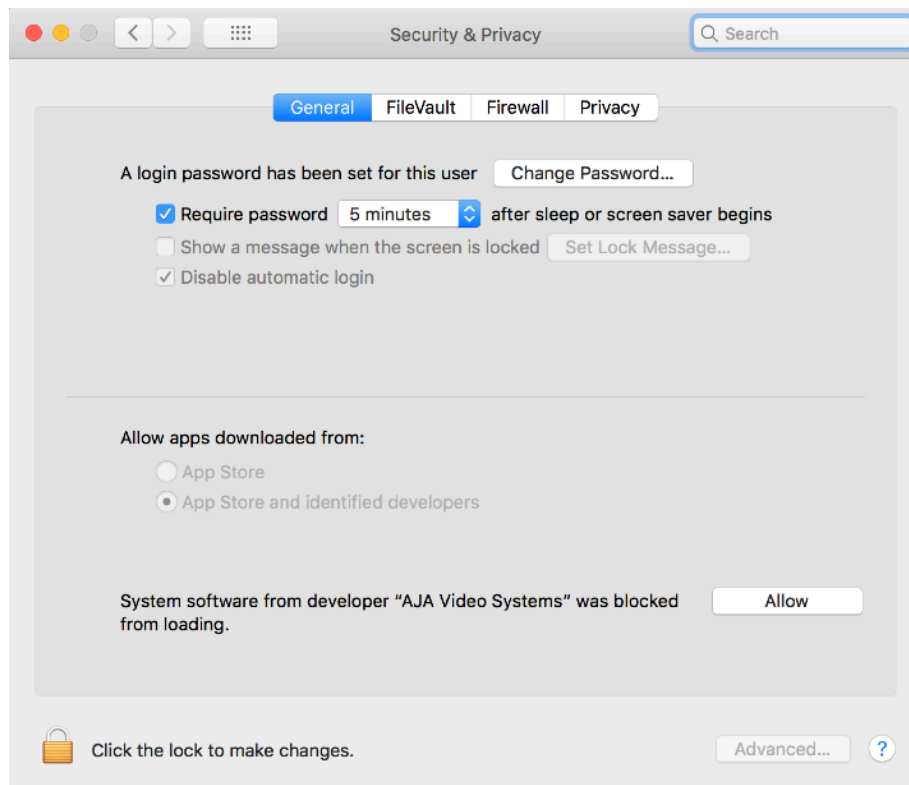 Security & Privacy
Search
General FileVault Firewall Privacy
A login password has been set for this user Change Password...
Require password 5 minutes after sleep or screen saver begins
Show a message when the screen is locked Set Lock Message...
Disable automatic login
Allow apps downloaded from:
App Store
App Store and identified developers
System software from developer “AJA Video Systems” was blocked Allow
from loading.
Click the lock to make changes. Advanced... ?